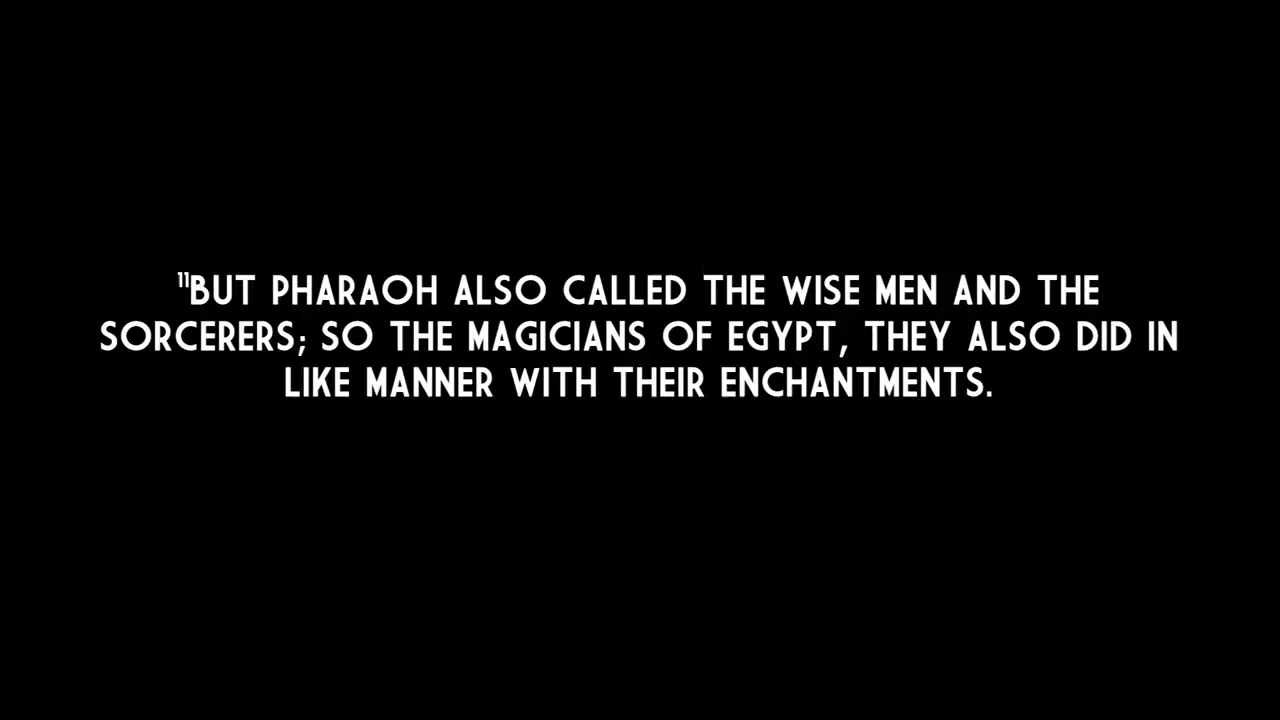 ¹¹BUT PHARAOH ALSO CALLED THE WISE MEN AND THE
SORCERERS; SO THE MAGICIANS OF EGYPT, THEY ALSO DID IN
LIKE MANNER WITH THEIR ENCHANTMENTS.